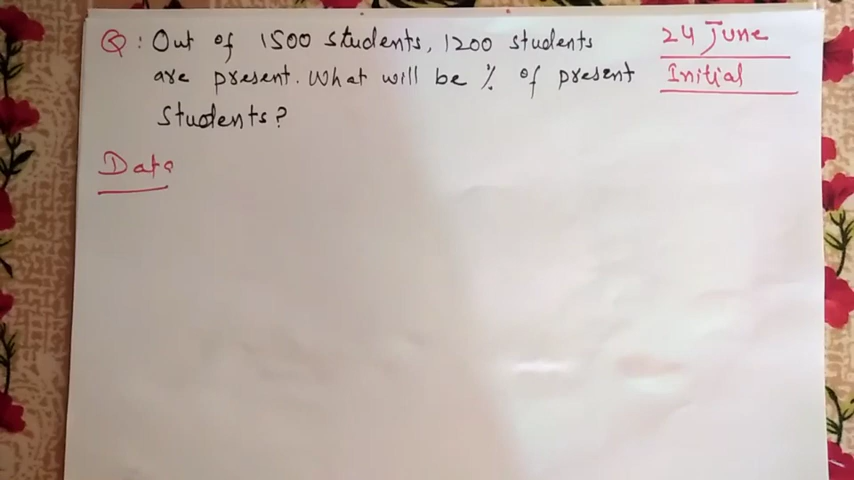 Q: Out of 1500 students, 1200 students
are present. What will be % of present
students?
24 June
Initial
Data